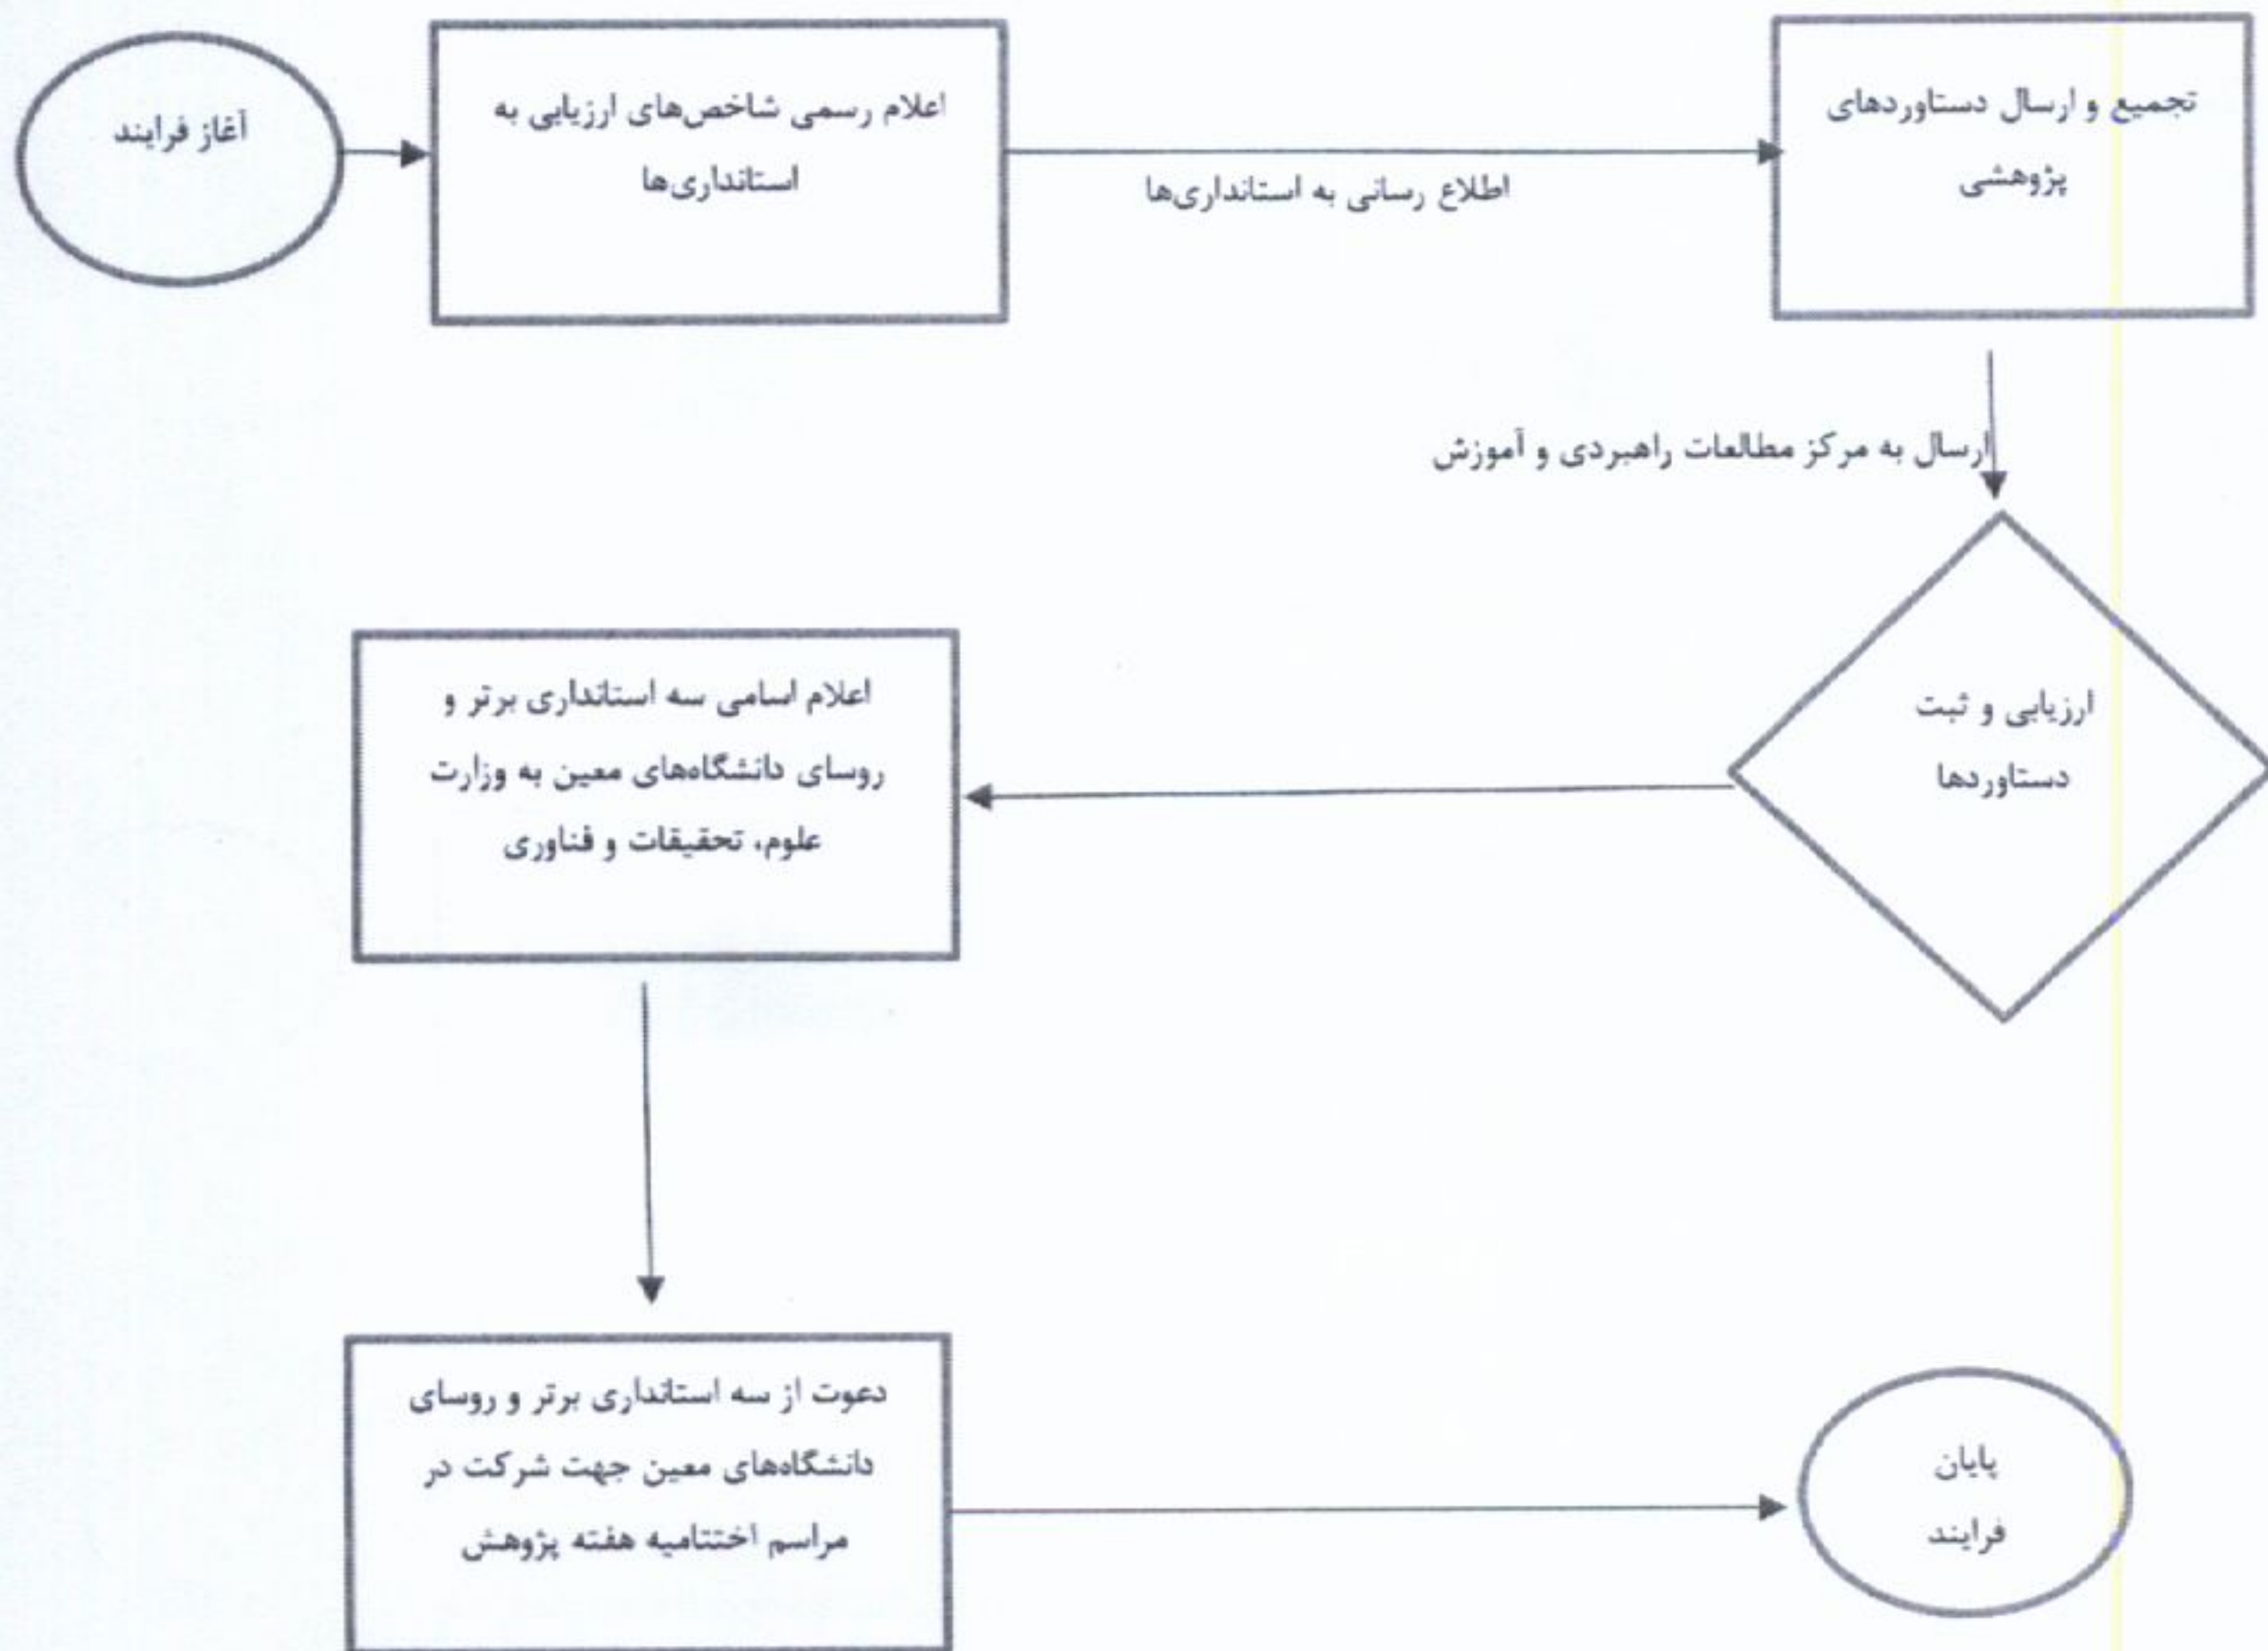 آغاز فرایند
اعلام رسمی شاخص‌های ارزیابی به
استانداری‌ها
اطلاع رسانی به استانداری‌ها
تجمیع و ارسال دستاوردهای
پژوهشی
ارسال به مرکز مطالعات راهبردی و آموزش
ارزیابی و ثبت
دستاوردها
اعلام اسامی سه استانداری برتر و
روسای دانشگاه‌های معین به وزارت
علوم، تحقیقات و فناوری
دعوت از سه استانداری برتر و روسای
دانشگاه‌های معین جهت شرکت در
مراسم اختتامیه هفته پژوهش
پایان
فرایند